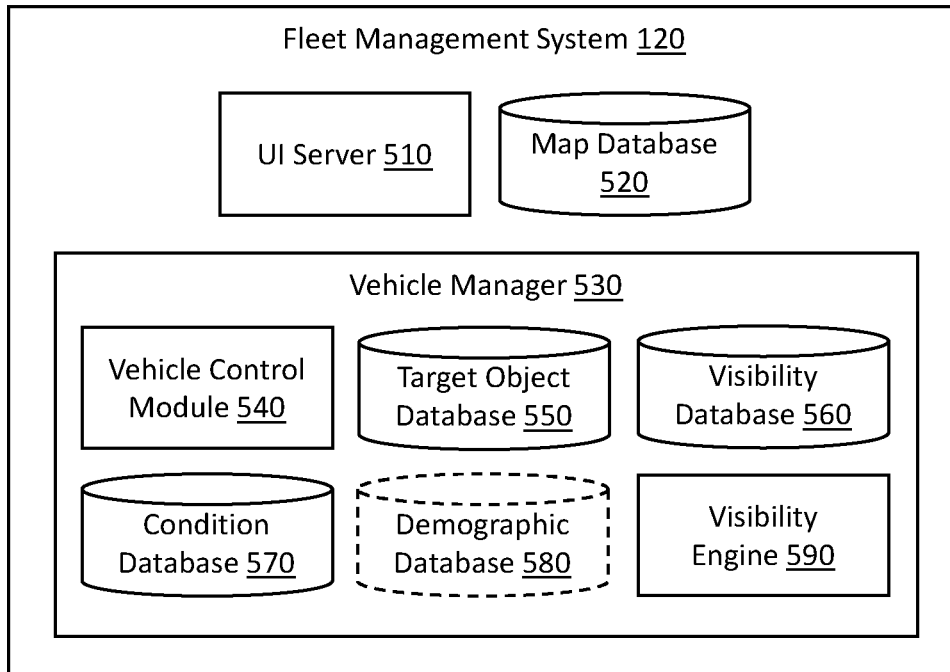 Fleet Management System 120
UI Server 510
Map Database
520
Vehicle Manager 530
Vehicle Control
Module 540
Target Object
Database 550
Visibility
Database 560
Condition
Database 570
Demographic
Database 580
Visibility
Engine 590